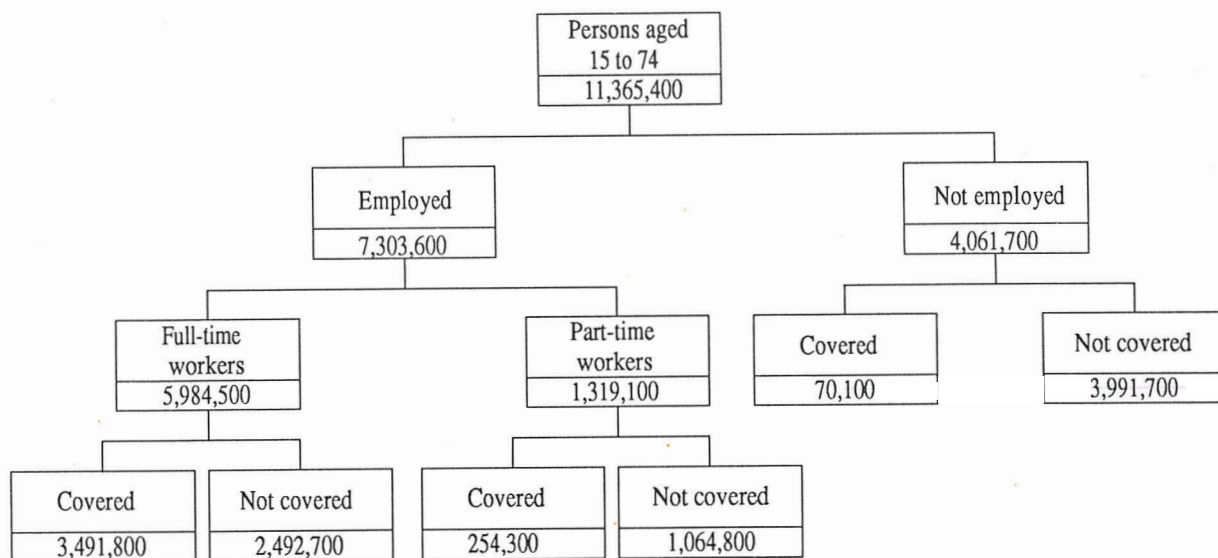 Persons aged
15 to 74
11,365,400
Employed
7,303,600
Not employed
4,061,700
Full-time
workers
5,984,500
Part-time
workers
1,319,100
Covered
70,100
Not covered
3,991,700
Covered
3,491,800
Not covered
2,492,700
Covered
254,300
Not covered
1,064,800